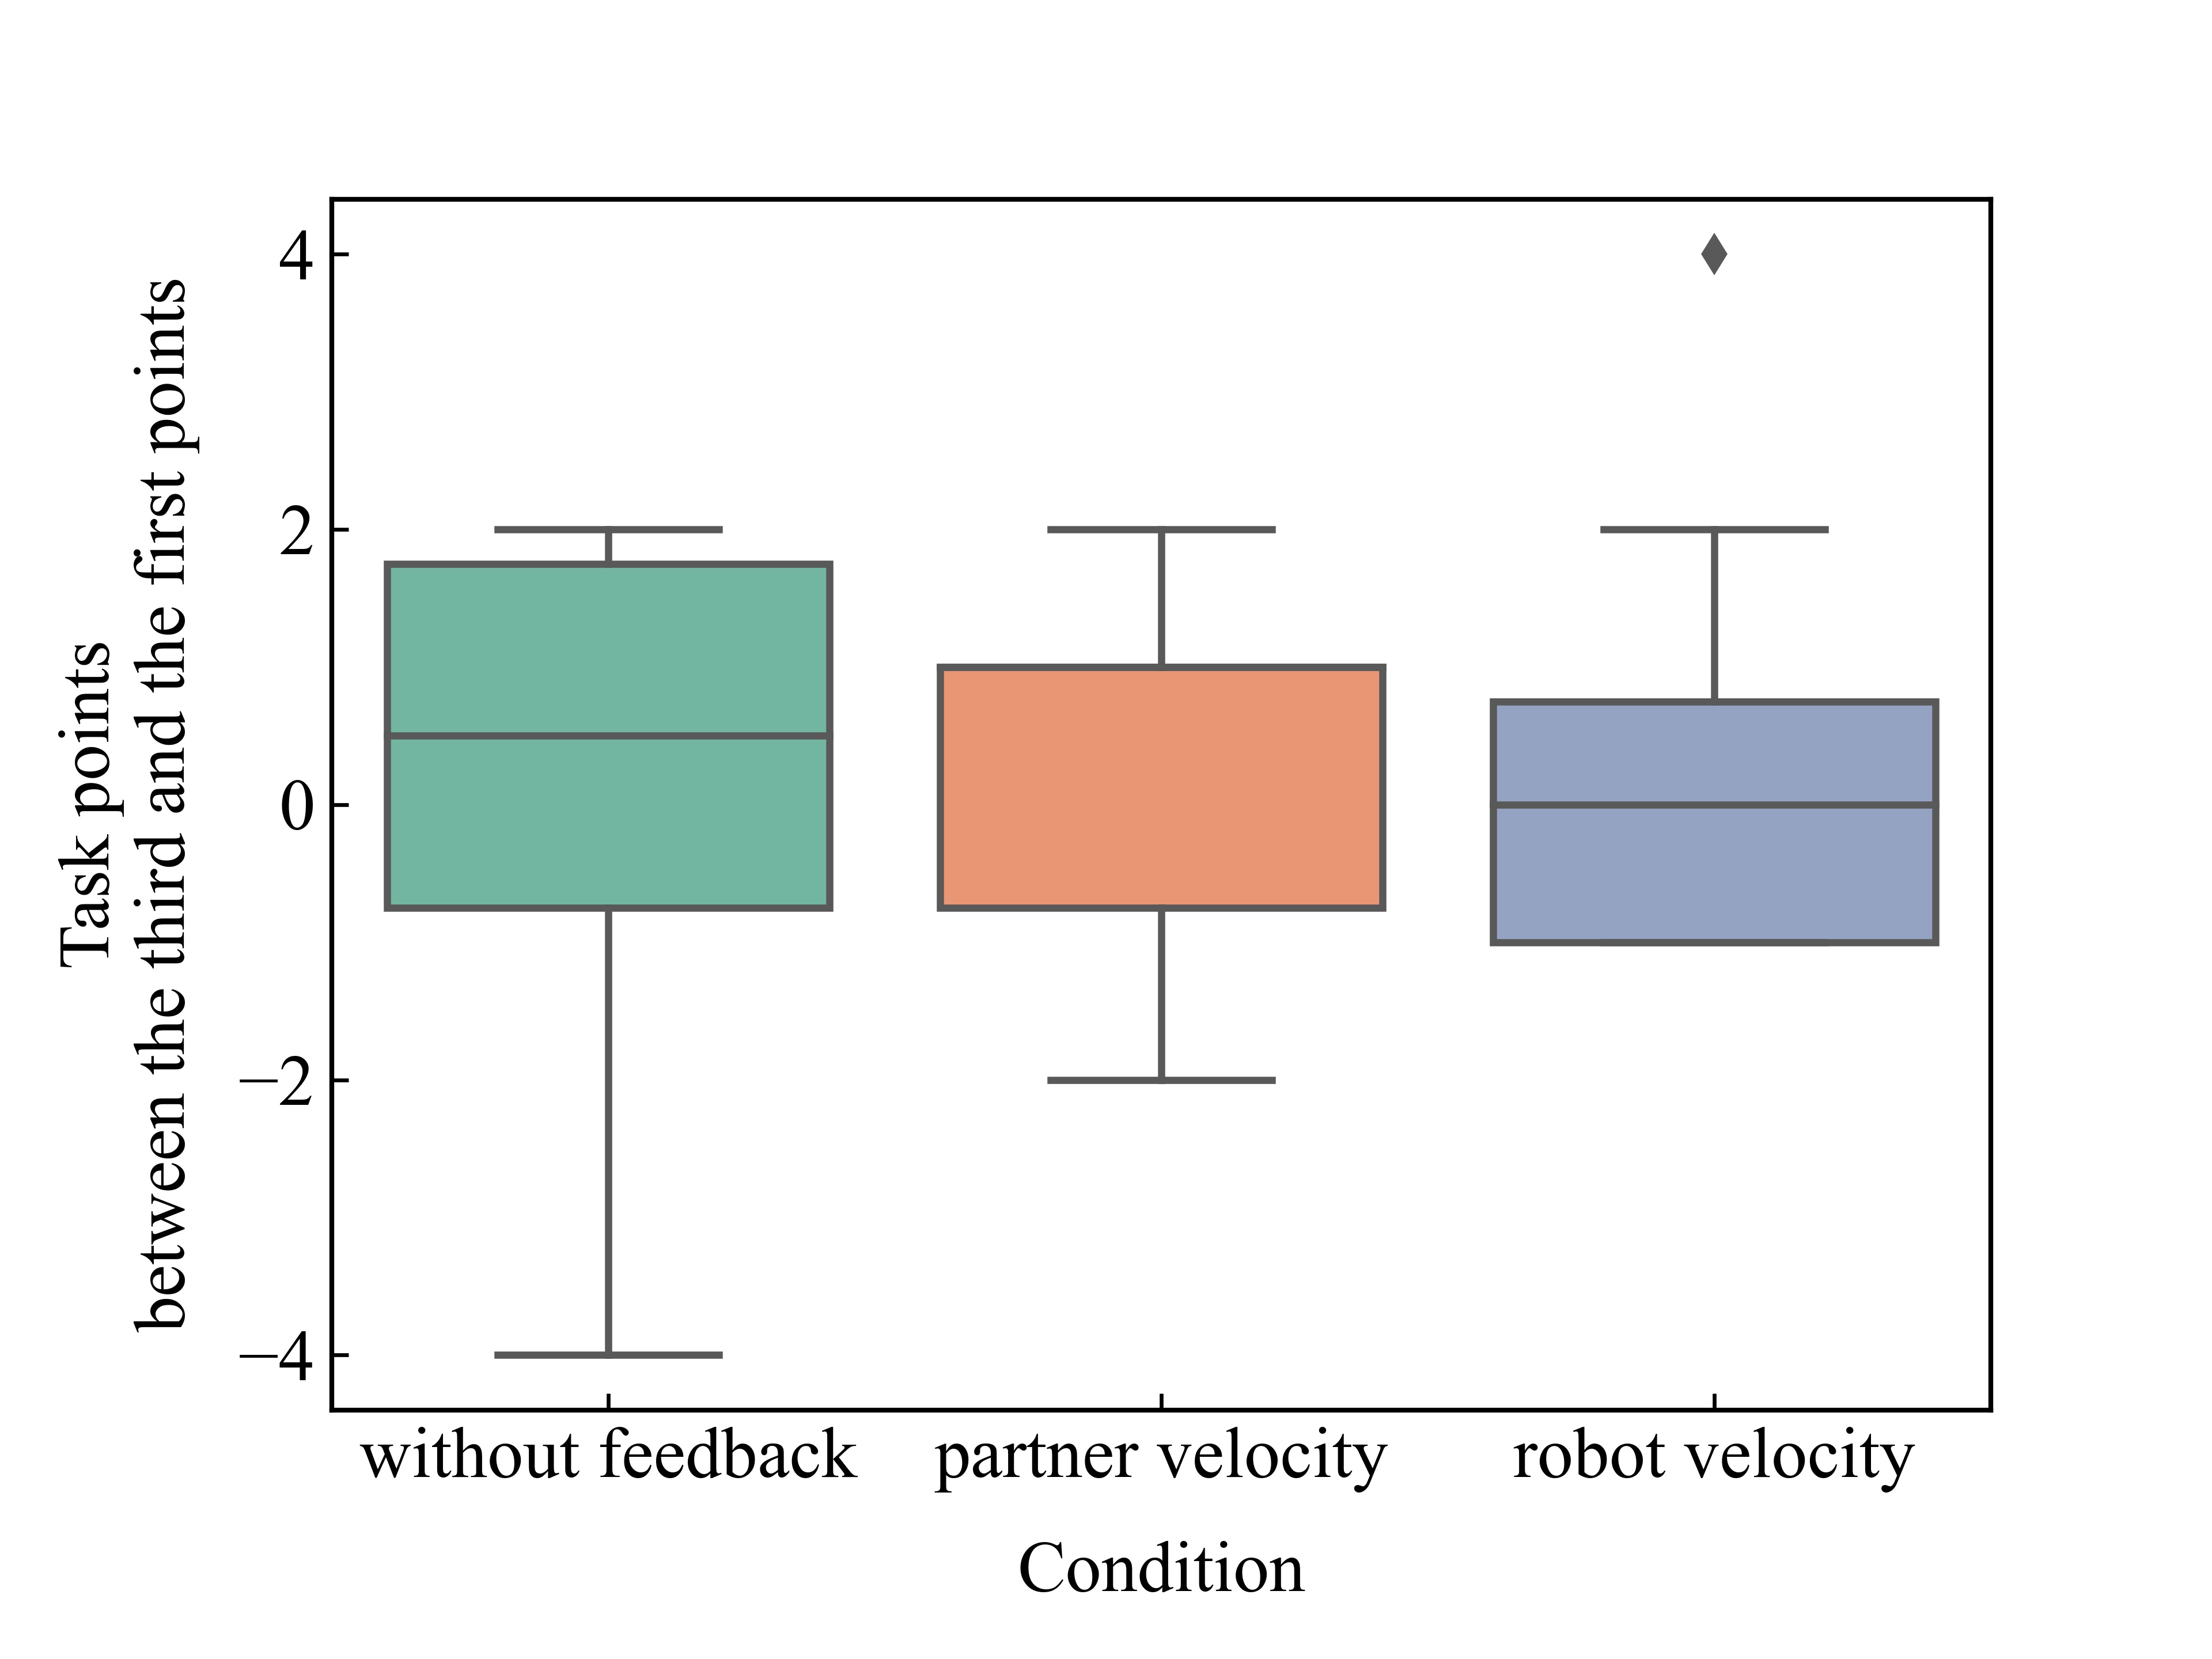 Task points
between the third and the first points
4
2
0
−2
−4
without feedback partner velocity robot velocity
Condition